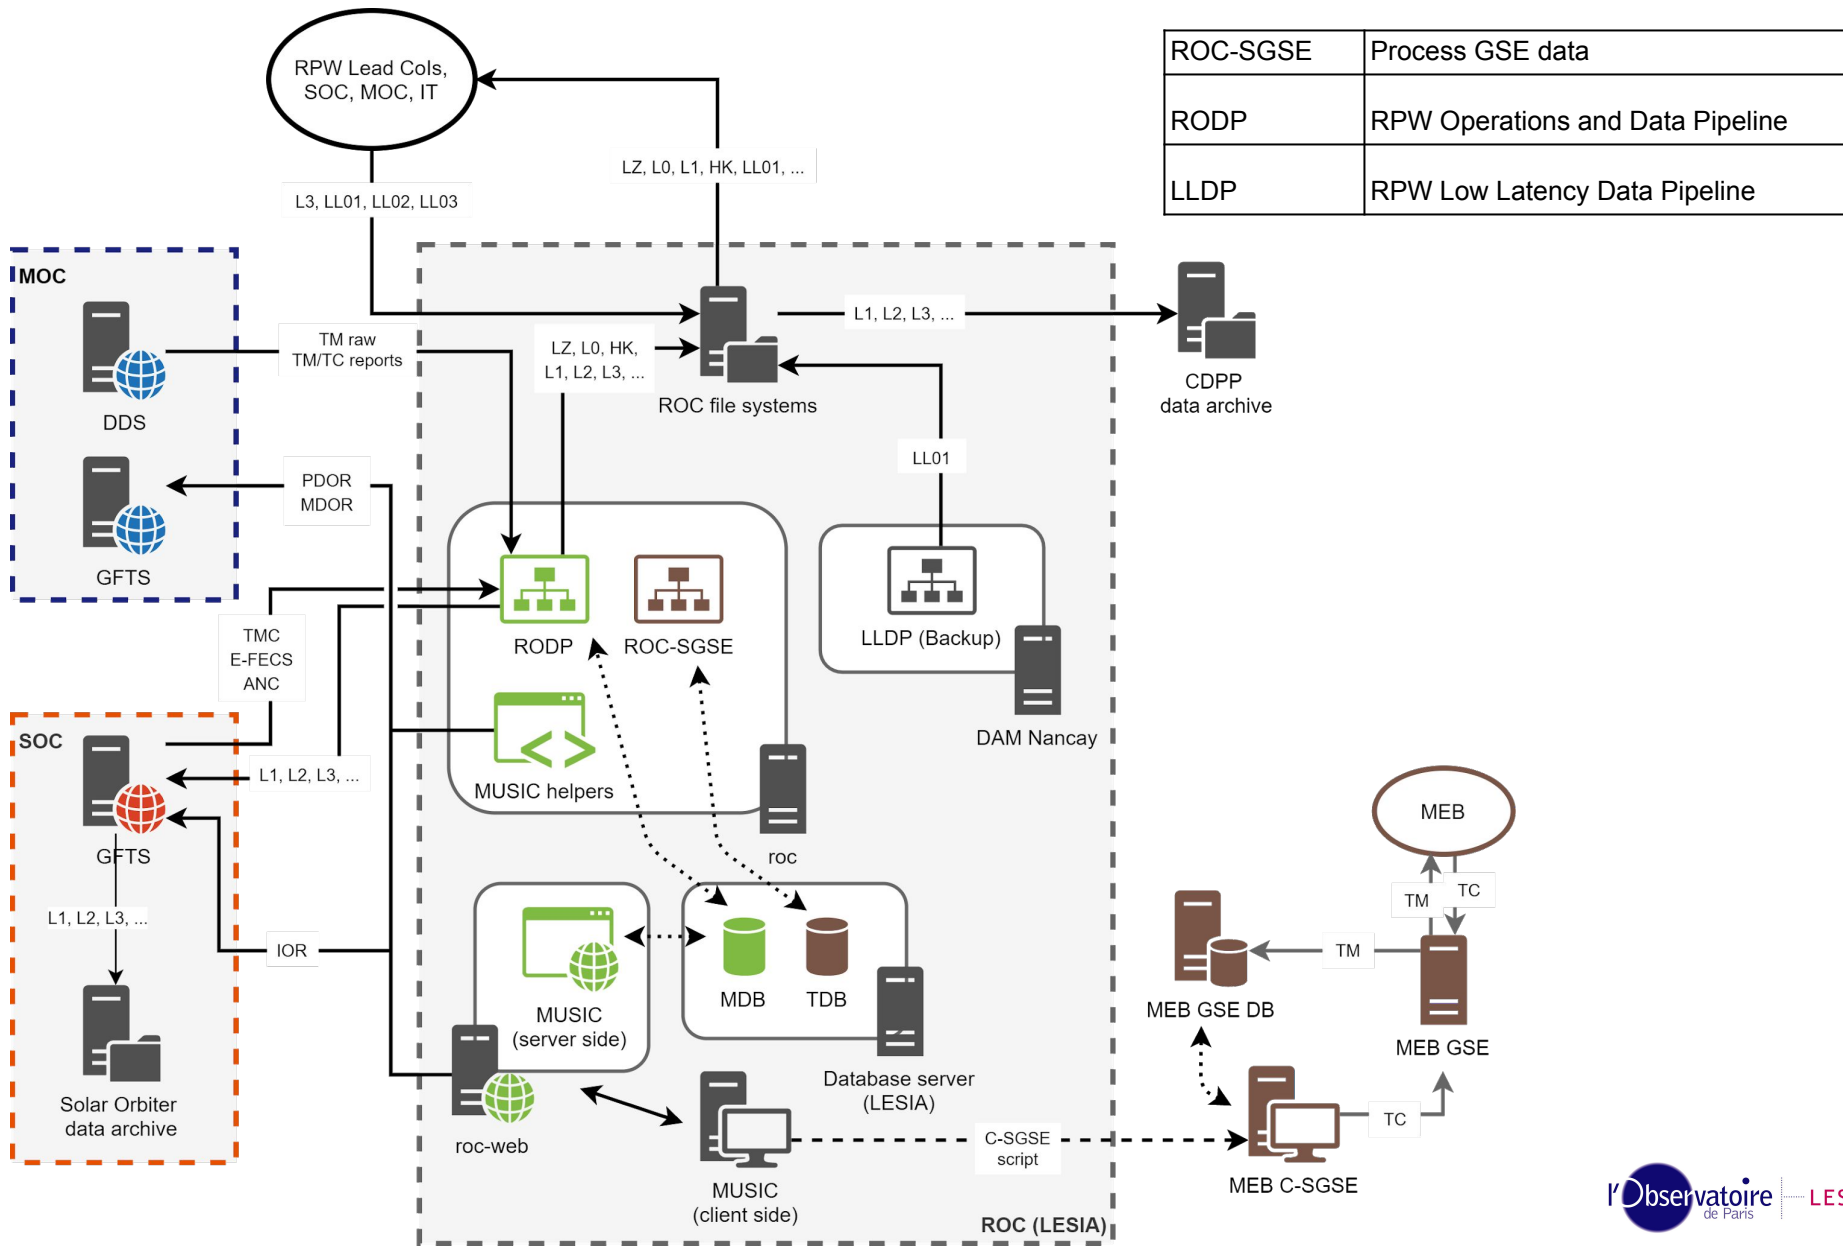 RPW Lead CoIs,
SOC, MOC, IT
ROC-SGSE Process GSE data
RODP RPW Operations and Data Pipeline
LLDP RPW Low Latency Data Pipeline
LZ, L0, L1, HK, LL01, ...
L3, LL01, LL02, LL03
MOC
DDS
TM raw
TM/TC reports
GFTS
PDOR
MDOR
LZ, L0, HK,
L1, L2, L3, ...
ROC file systems
L1, L2, L3, ...
CDPP
data archive
LL01
RODP
ROC-SGSE
LLDP (Backup)
DAM Nancay
MUSIC helpers
roc
TMC
E-FECS
ANC
SOC
L1, L2, L3, ...
GFTS
L1, L2, L3, ...
IOR
Solar Orbiter
data archive
MUSIC
(server side)
roc-web
MDB
TDB
Database server
(LESIA)
MUSIC
(client side)
C-SGSE
script
ROC (LESIA)
MEB
TM
TC
TM
MEB GSE DB
MEB GSE
TC
MEB C-SGSE
l'Observatoire
de Paris
LES